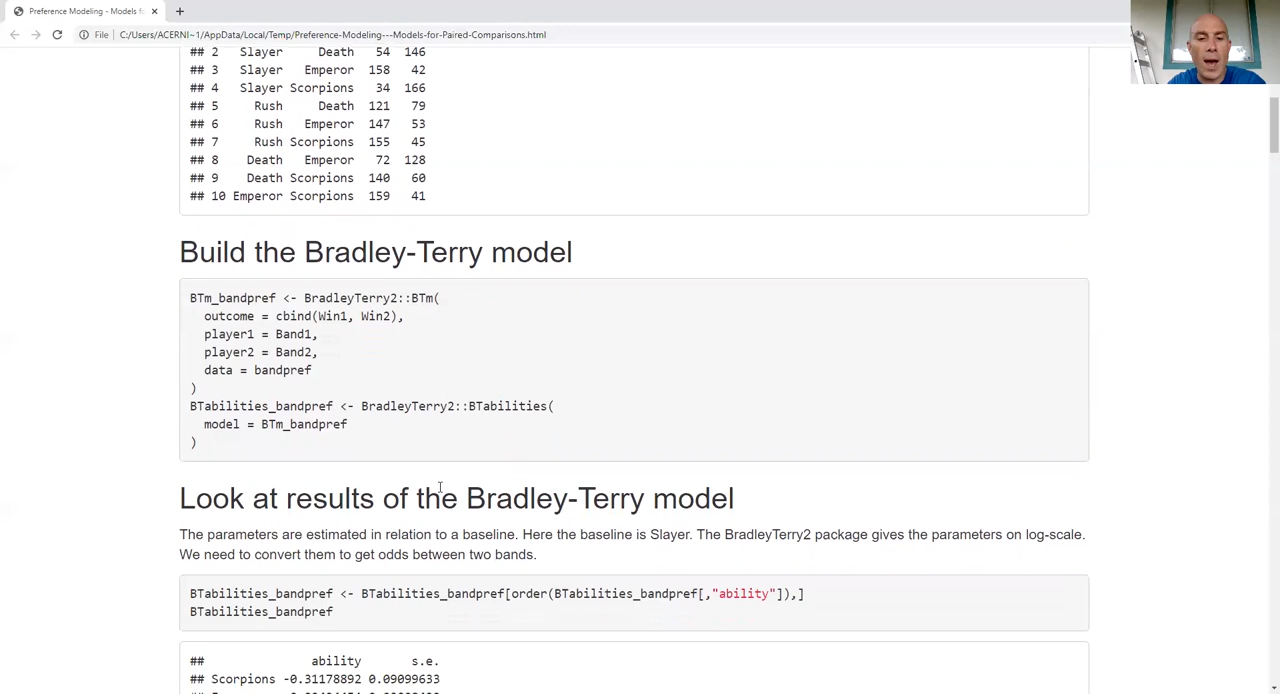 Preference Modeling - Models fo
File | C:/Users/ACERNI~1/AppData/Local/Temp/Preference-Modeling---Models-for-Paired-Comparisons.html
## 2 Slayer Death 54 146
## 3 Slayer Emperor 158 42
## 4 Slayer Scorpions 34 166
## 5 Rush Death 121 79
## 6 Rush Emperor 147 53
## 7 Rush Scorpions 155 45
## 8 Death Emperor 72 128
## 9 Death Scorpions 140 60
## 10 Emperor Scorpions 159 41
Build the Bradley-Terry model
BTm_bandpref <- BradleyTerry2::BTm(
outcome = cbind(Win1, Win2),
player1 = Band1,
player2 = Band2,
data = bandpref
)
BTabilities_bandpref <- BradleyTerry2::BTabilities(
model = BTm_bandpref
)
Look at results of the Bradley-Terry model
The parameters are estimated in relation to a baseline. Here the baseline is Slayer. The BradleyTerry2 package gives the parameters on log-scale.
We need to convert them to get odds between two bands.
BTabilities_bandpref <- BTabilities_bandpref[order(BTabilities_bandpref[,"ability"]),]
BTabilities_bandpref
## ability s.e.
## Scorpions -0.31178892 0.09099633